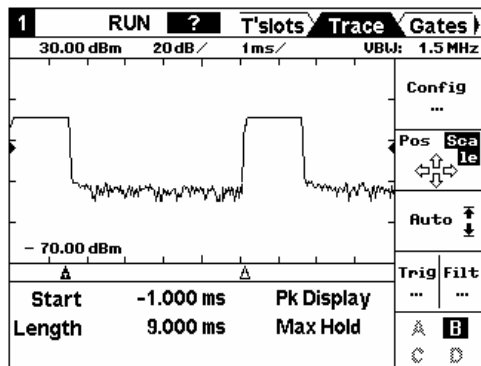 1 RUN ? T'slots Trace Gates
30.00 dBm 20 dB/ 1 ms/ VBW: 1.5 MHz
Config
...
Pos Scale
Auto
- 70.00 dBm
Trig Filt
... ...
Start -1.000 ms Pk Display
Length 9.000 ms Max Hold
A B
C D